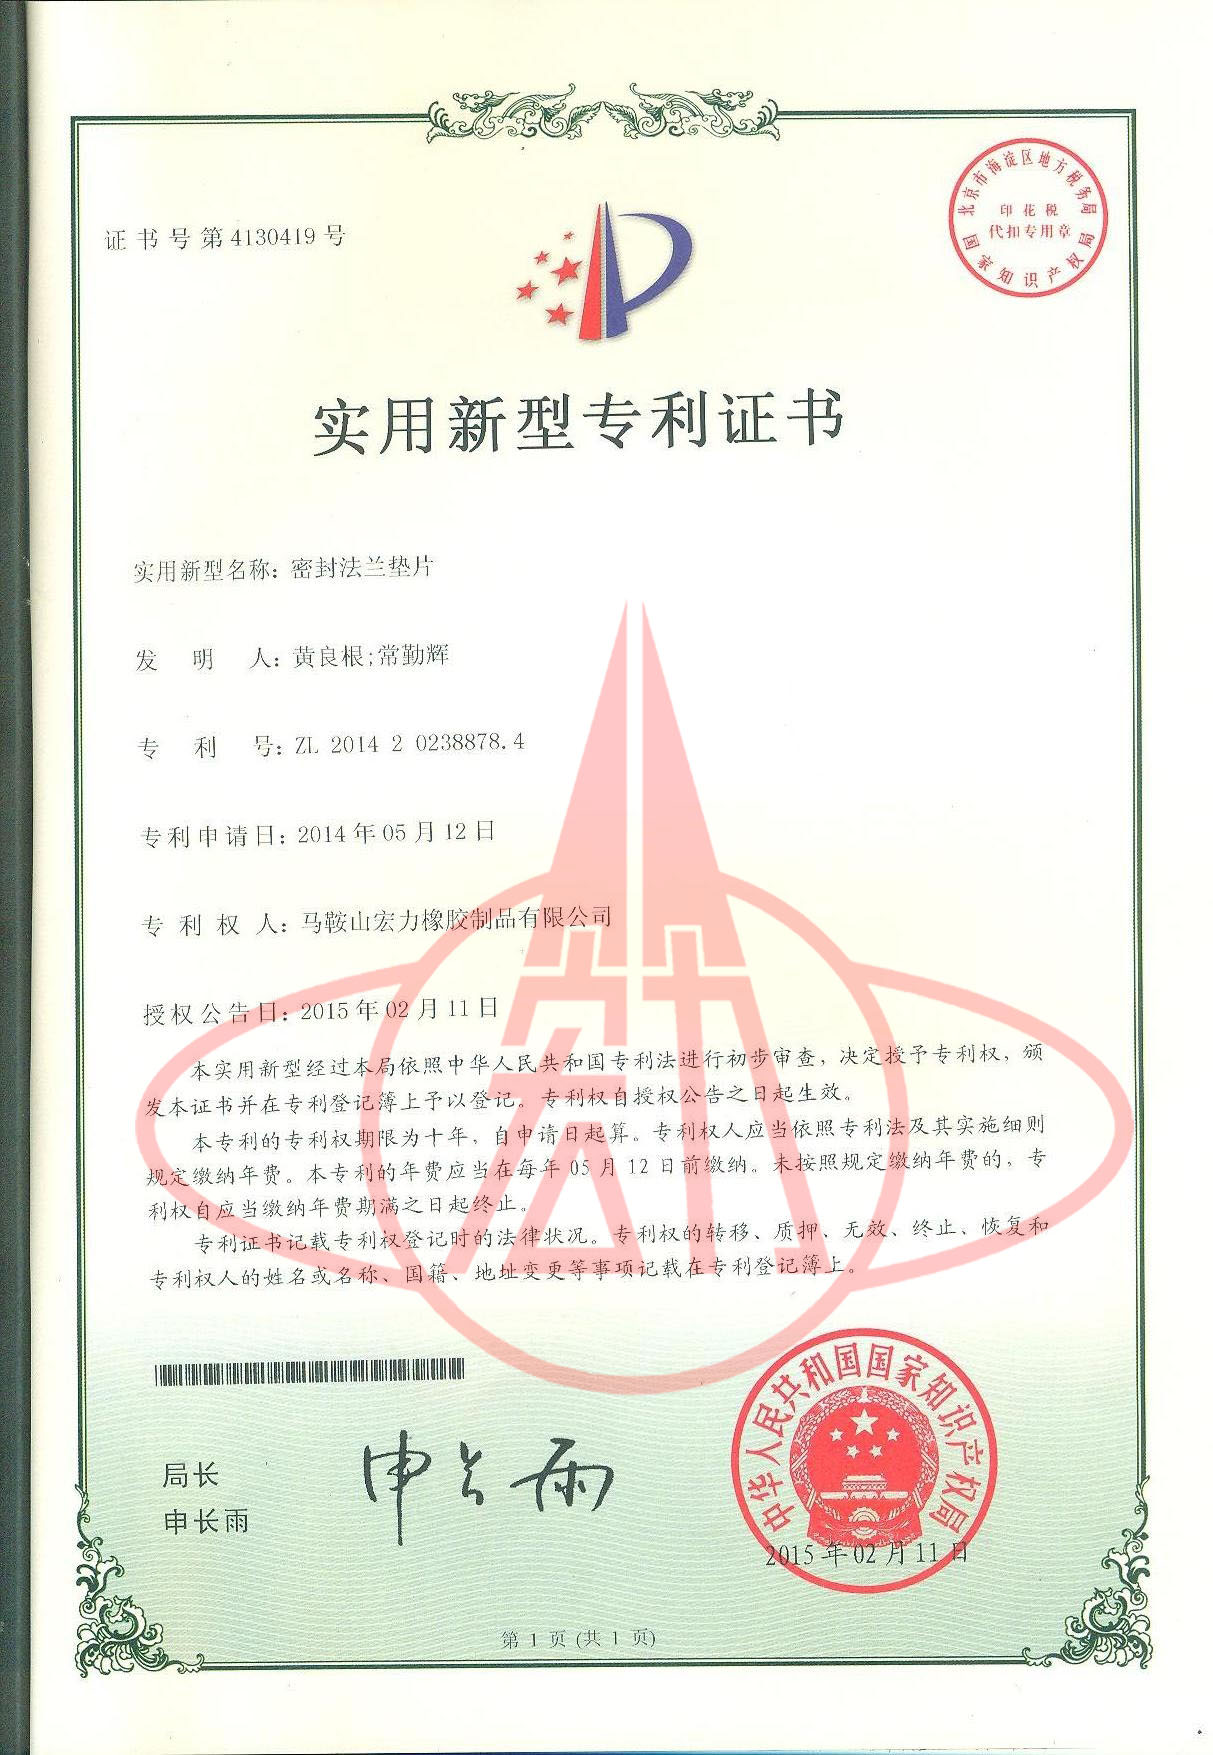 北京市海淀区地方税务局
印花税
代扣专用章
国家知识产权局
证书号第4130419号
实用新型专利证书
实用新型名称：密封法兰垫片
发明人：黄良根;常勤辉
专利号：ZL 2014 2 0238878.4
专利申请日：2014年05月12日
专利权人：马鞍山宏力橡胶制品有限公司
授权公告日：2015年02月11日
本实用新型经过本局依照中华人民共和国专利法进行初步审查，决定授予专利权，颁
发本证书并在专利登记簿上予以登记。专利权自授权公告之日起生效。
本专利的专利权期限为十年，自申请日起算。专利权人应当依照专利法及其实施细则
规定缴纳年费。本专利的年费应当在每年05月12日前缴纳。未按照规定缴纳年费的，专
利权自应当缴纳年费期满之日起终止。
专利证书记载专利权登记时的法律状况。专利权的转移、质押、无效、终止、恢复和
专利权人的姓名或名称、国籍、地址变更等事项记载在专利登记簿上。
局长
申长雨
申长雨
中华人民共和国国家知识产权局
2015年02月11日
第1页(共1页)